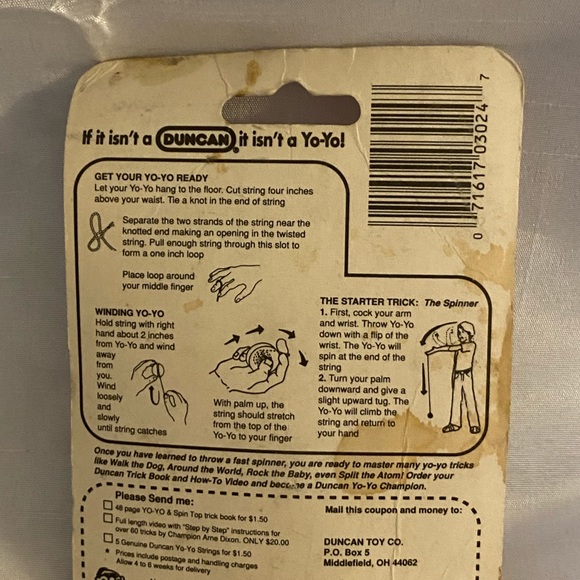 If it isn't a DUNCAN® it isn't a Yo-Yo!
0 71617 03024 7
GET YOUR YO-YO READY
Let your Yo-Yo hang to the floor. Cut string four inches
above your waist. Tie a knot in the end of string
Separate the two strands of the string near the
knotted end making an opening in the twisted
string. Pull enough string through this slot to
form a one inch loop
Place loop around
your middle finger
WINDING YO-YO
Hold string with right
hand about 2 inches
from Yo-Yo and wind
away
from
you.
Wind
loosely
and
slowly
until string catches
With palm up, the
string should stretch
from the top of the
Yo-Yo to your finger
THE STARTER TRICK: The Spinner
1. First, cock your arm
and wrist. Throw Yo-Yo
down with a flip of the
wrist. The Yo-Yo will
spin at the end of the
string
2. Turn your palm
downward and give a
slight upward tug. The
Yo-Yo will climb the
string and return to
your hand
Once you have learned to throw a fast spinner, you are ready to master many yo-yo tricks
like Walk the Dog, Around the World, Rock the Baby, even Split the Atom! Order your
Duncan Trick Book and How-To Video and become a Duncan Yo-Yo Champion.
Please Send me:
48 page YO-YO & Spin Top trick book for $1.50
Full length video with "Step by Step" instructions for
over 60 tricks by Champion Arne Dixon. ONLY $20.00
5 Genuine Duncan Yo-Yo Strings for $1.50
* Prices include postage and handling charges
Allow 4 to 6 weeks for delivery
Mail this coupon and money to:
DUNCAN TOY CO.
P.O. Box 5
Middlefield, OH 44062